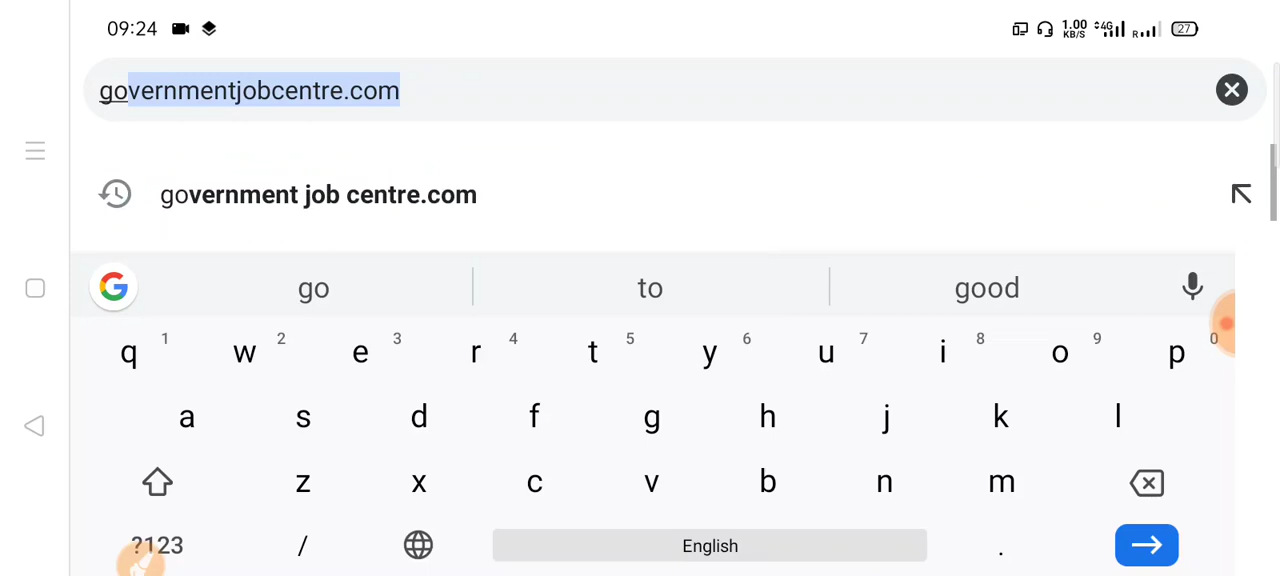 09:24 1.00 KB/S 4G R 27
governmentjobcentre.com
government job centre.com
go to good
q 1 w 2 e 3 r 4 t 5 y 6 u 7 i 8 o 9 p 0
a s d f g h j k l
z x c v b n m
?123 / English .